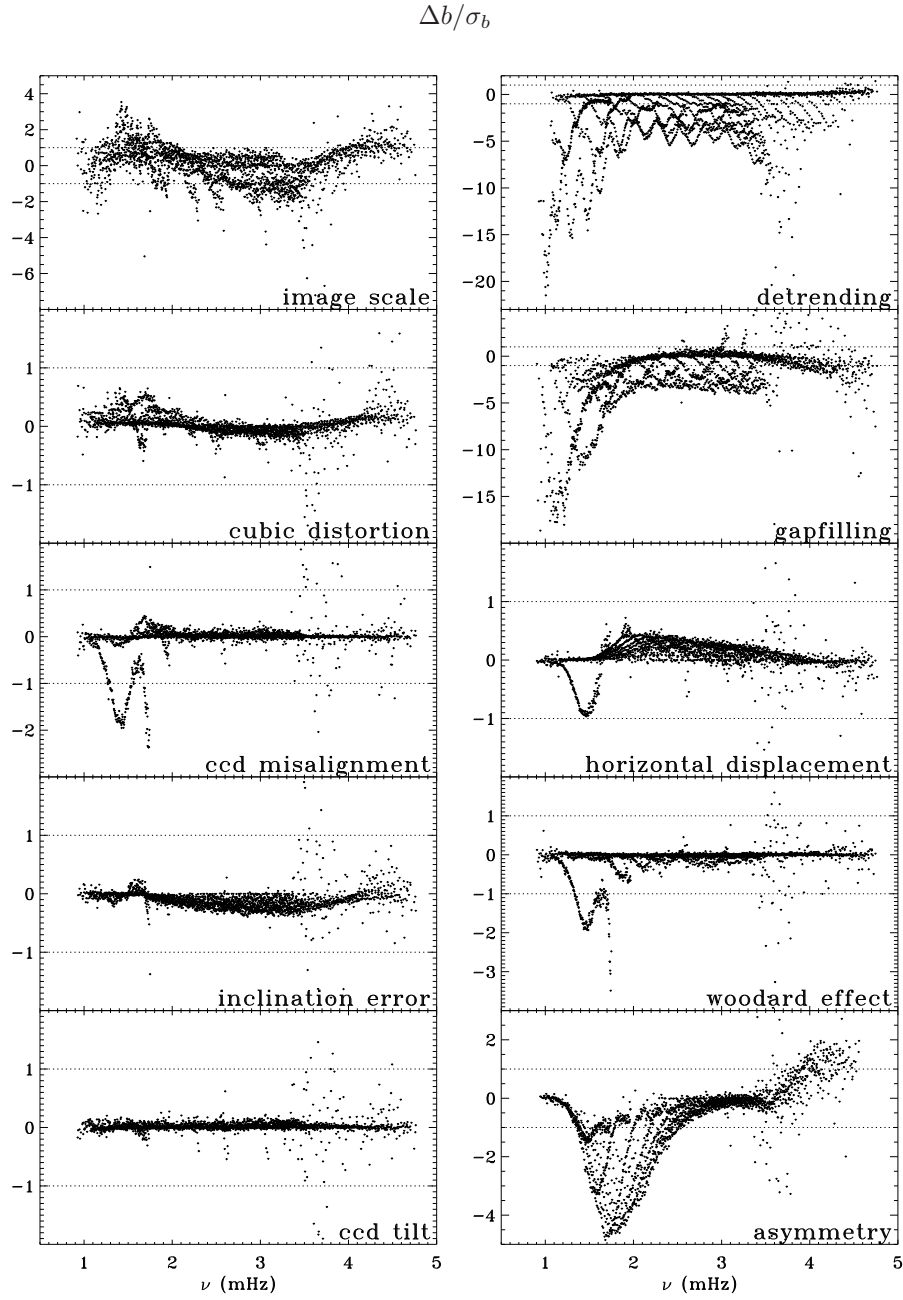 Δb/σ_b
4
2
0
−2
−4
−6
image scale
0
−5
−10
−15
−20
detrending
1
0
−1
cubic distortion
0
−5
−10
−15
gapfilling
1
0
−1
−2
ccd misalignment
1
0
−1
horizontal displacement
1
0
−1
inclination error
1
0
−1
−2
−3
woodard effect
1
0
−1
ccd tilt
2
0
−2
−4
asymmetry
1 2 3 4 5
ν (mHz)
1 2 3 4 5
ν (mHz)